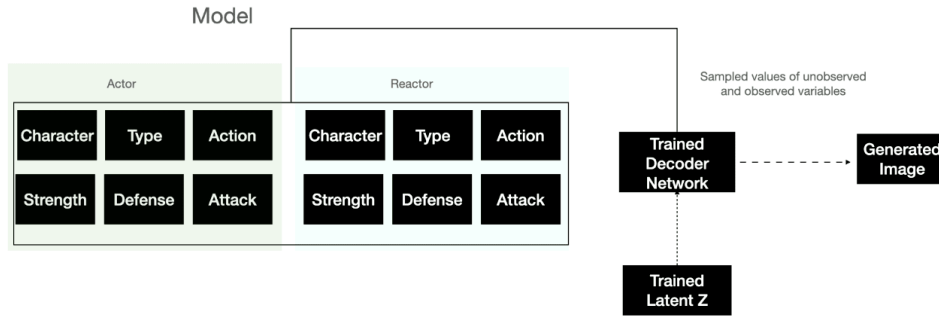 Model
Actor
Reactor
Sampled values of unobserved
and observed variables
Character Type Action
Character Type Action
Strength Defense Attack
Strength Defense Attack
Trained
Decoder
Network
Generated
Image
Trained
Latent Z